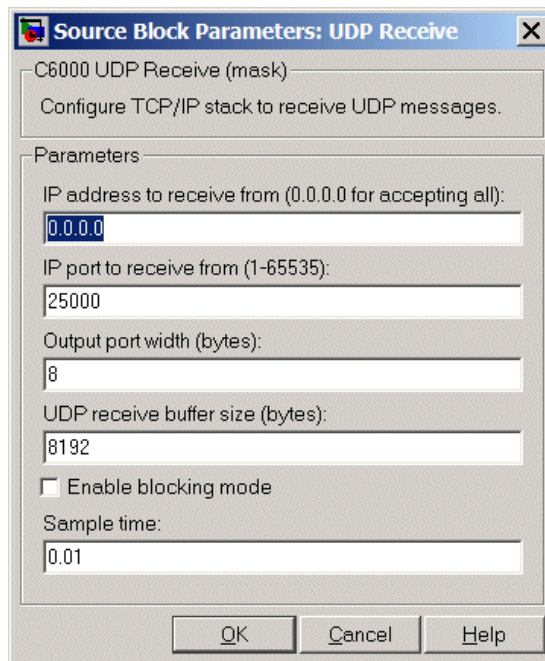 Source Block Parameters: UDP Receive
C6000 UDP Receive (mask)
Configure TCP/IP stack to receive UDP messages.
Parameters
IP address to receive from (0.0.0.0 for accepting all):
0.0.0.0
IP port to receive from (1-65535):
25000
Output port width (bytes):
8
UDP receive buffer size (bytes):
8192
Enable blocking mode
Sample time:
0.01
OK Cancel Help